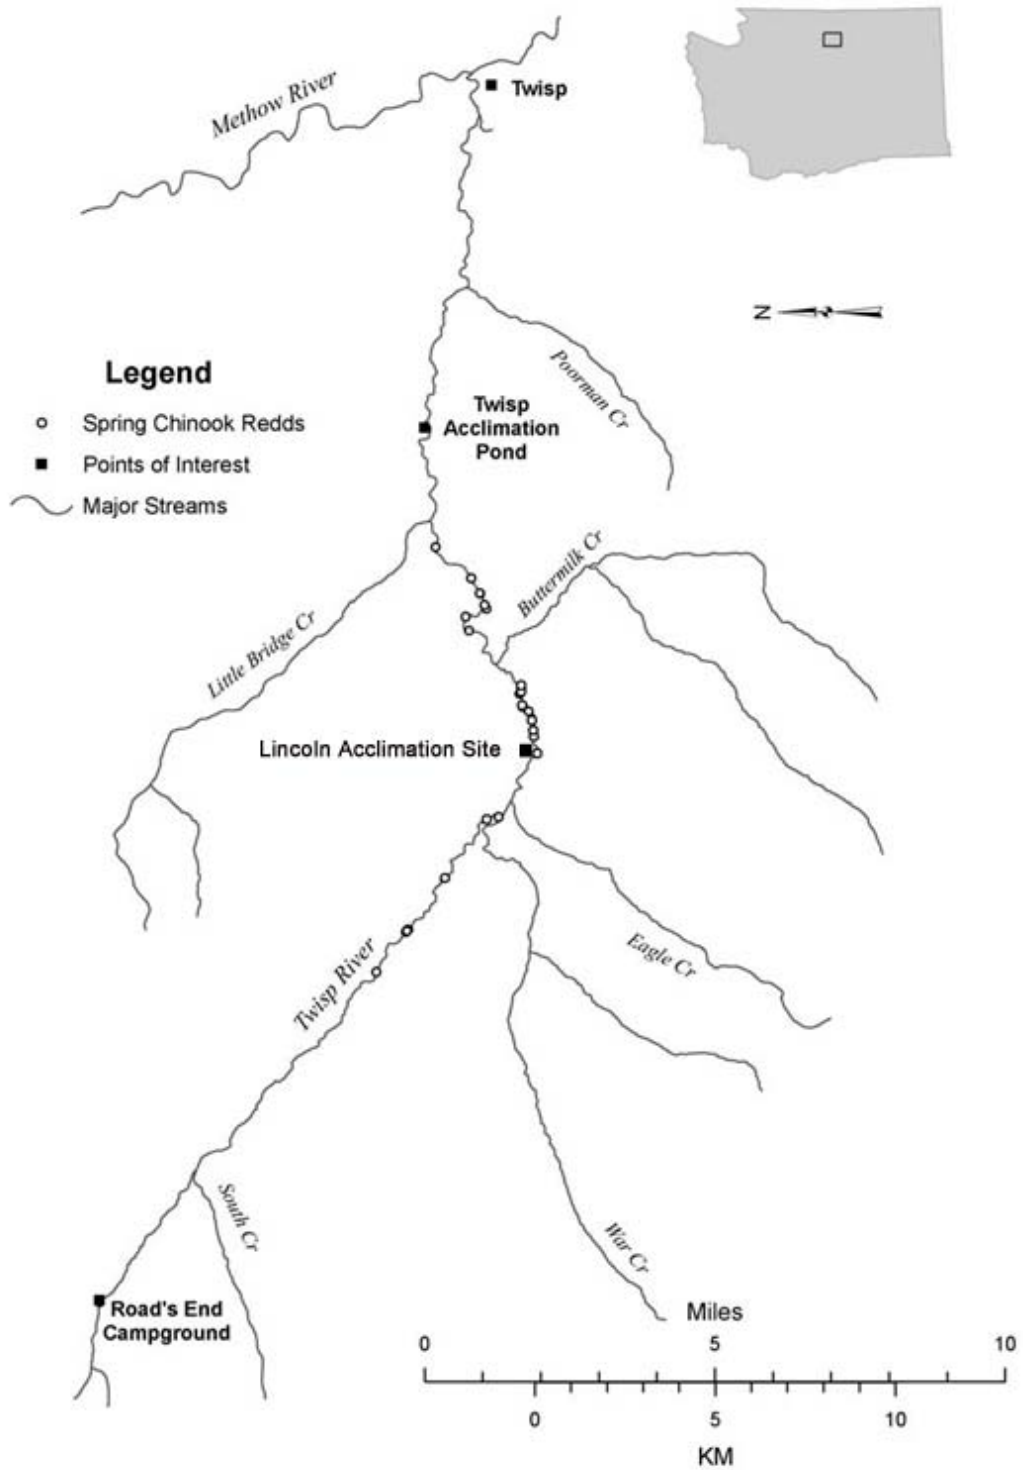 Methow River
Twisp
N
Legend
Spring Chinook Redds
Points of Interest
Major Streams
Poorman Cr
Twisp
Acclimation
Pond
Buttermilk Cr
Little Bridge Cr
Lincoln Acclimation Site
Eagle Cr
Twisp River
South Cr
War Cr
Road's End
Campground
Miles
0 5 10
0 5 10
KM